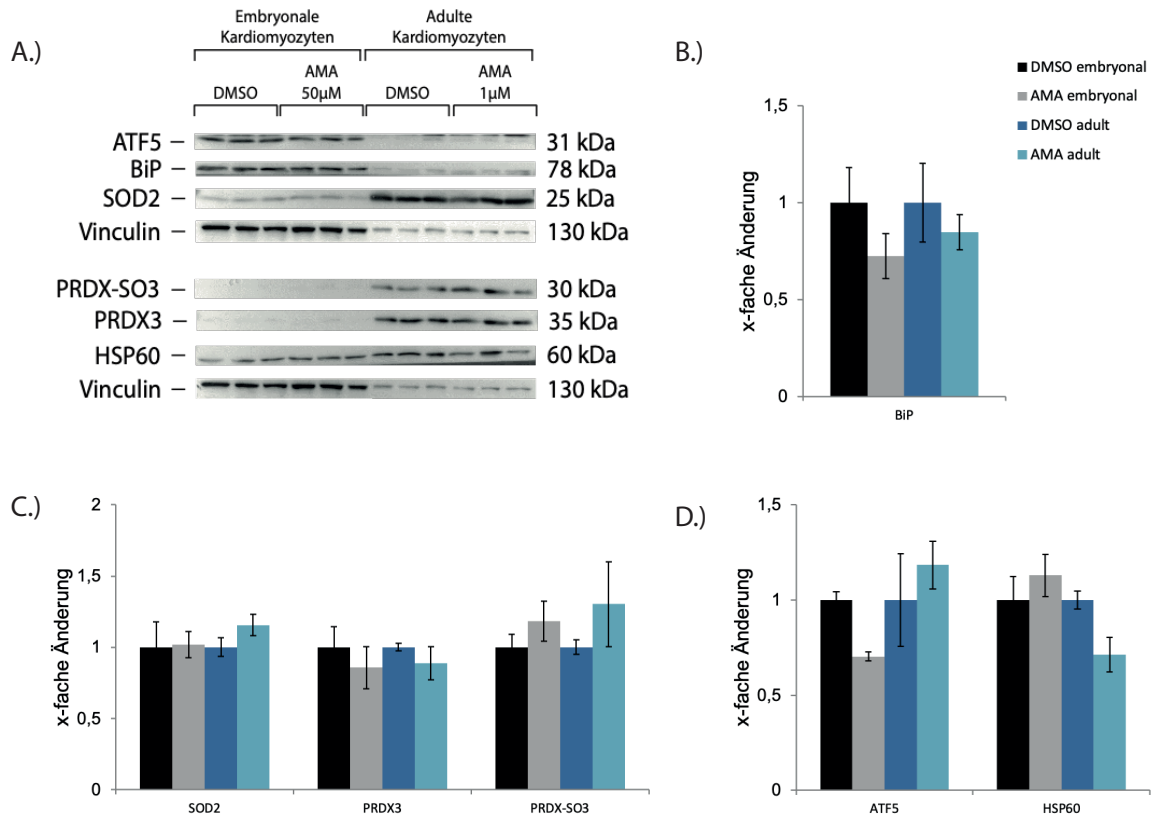 A.)
Embryonale
Kardiomyozyten
Adulte
Kardiomyozyten
DMSO
AMA
50µM
DMSO
AMA
1µM
ATF5 – 31 kDa
BiP – 78 kDa
SOD2 – 25 kDa
Vinculin – 130 kDa
PRDX-SO3 – 30 kDa
PRDX3 – 35 kDa
HSP60 – 60 kDa
Vinculin – 130 kDa
B.)
DMSO embryonal
AMA embryonal
DMSO adult
AMA adult
x-fache Änderung
1,5
1
0,5
0
BiP
C.)
x-fache Änderung
2
1,5
1
0,5
0
SOD2
PRDX3
PRDX-SO3
D.)
x-fache Änderung
1,5
1
0,5
0
ATF5
HSP60